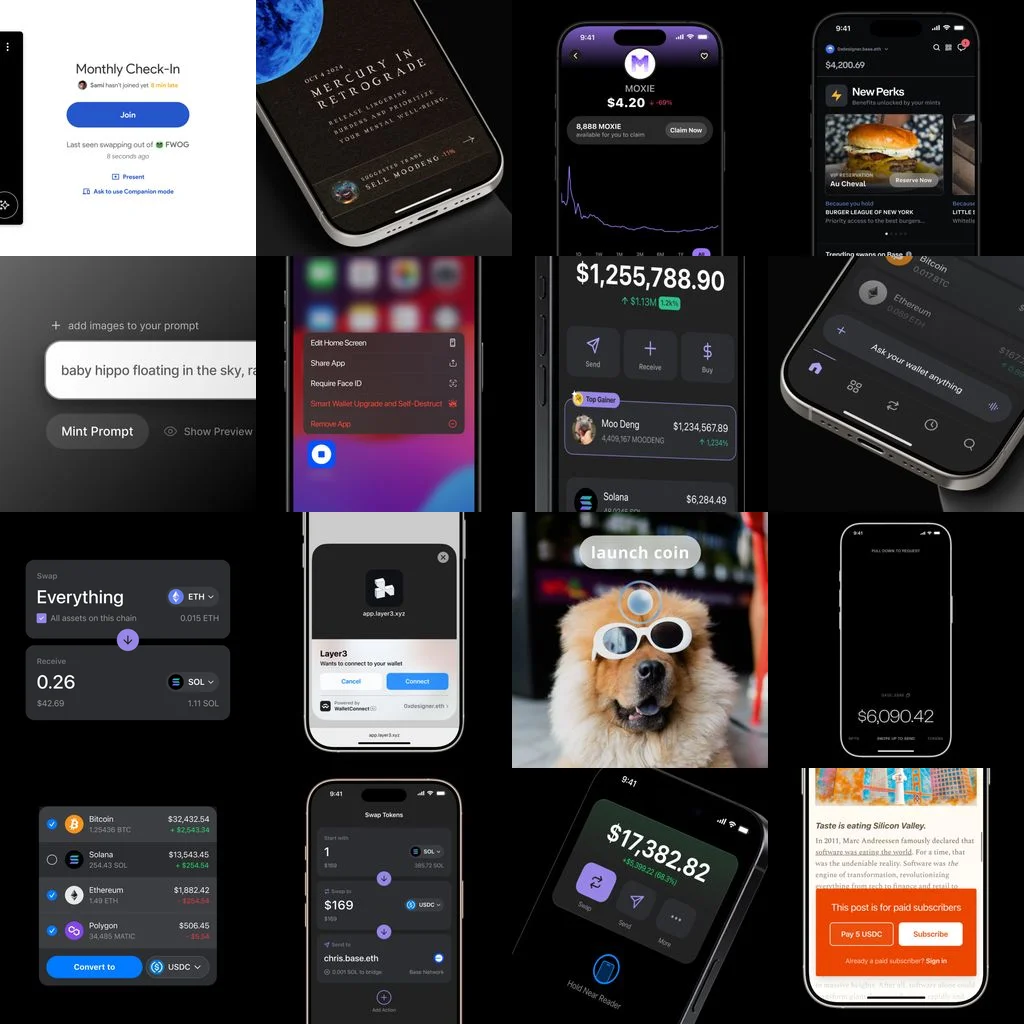 Monthly Check-In
Sami hasn't joined yet 8 min late
Join
Last seen swapping out of FWOG
8 seconds ago
Present
Ask to use Companion mode
OCT 4 2024
MERCURY IN
RETROGRADE
RELEASE LINGERING
BURDENS AND PRIORITIZE
YOUR MENTAL WELL-BEING.
SUGGESTED TRADE
SELL MOODENG -11%
9:41
MOXIE
$4.20 -69%
8,888 MOXIE
available for you to claim
Claim Now
1D 1W 1M 3M 6M 1Y All
9:41
0xdesigner.base.eth
$4,200.69
New Perks
Benefits unlocked by your mints
VIP RESERVATION
Au Cheval
Reserve Now
Because you hold
BURGER LEAGUE OF NEW YORK
Priority access to the best burgers...
Because
LITTLE S
Trending swaps on Base
+ add images to your prompt
baby hippo floating in the sky, ra
Mint Prompt
Show Preview
Edit Home Screen
Share App
Require Face ID
Smart Wallet Upgrade and Self-Destruct
Remove App
$1,255,788.90
↑ $1.13M 1.2k%
Send
Receive
Buy
Top Gainer
Moo Deng $1,234,567.89
4,409,167 MOODENG ↑ 1,234%
Solana $6,284.49
Bitcoin
0.017 BTC
Ethereum
Ask your wallet anything
Swap
Everything
ETH
All assets on this chain
0.015 ETH
Receive
0.26
SOL
$42.69
1.11 SOL
app.layer3.xyz
Layer3
Wants to connect to your wallet
Cancel
Connect
Powered by
WalletConnect
0xdesigner.eth
app.layer3.xyz
launch coin
9:41
PULL DOWN TO REQUEST
$6,090.42
SWIPE UP TO SEND
TOKENS
Bitcoin $32,432.54
1.25436 BTC + $2,543.34
Solana $13,543.45
254.43 SOL + $254.54
Ethereum $1,882.42
1.49 ETH - $254.54
Polygon $506.45
34,485 MATIC - $5.54
Convert to
USDC
9:41
Swap Tokens
Start with
1
SOL
$169
385.72 SOL
Swap to
$169
USDC
$169
Send to
chris.base.eth
0.001 SOL to bridge
Base Network
Add Action
9:41
$17,382.82
+$5,398.22 (68.3%)
Swap
Send
More
Hold Near Reader
Taste is eating Silicon Valley.
In 2011, Marc Andreessen famously declared that
software was eating the world. For a time, that
was the undeniable reality. Software was the
engine of transformation, revolutionizing
everything from tech to finance and retail to
This post is for paid subscribers
Pay 5 USDC
Subscribe
Already a paid subscriber? Sign in